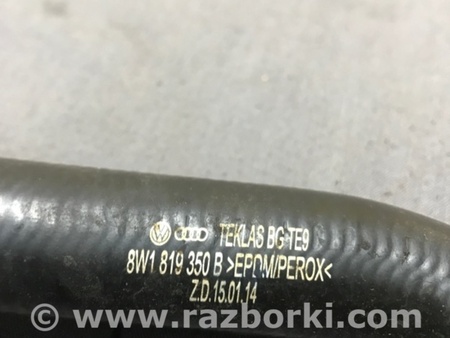 TEKLAS BG-TE9
8W1 819 350 B >EPDM/PEROX<
Z.D.15.01.14
© www.razborki.com